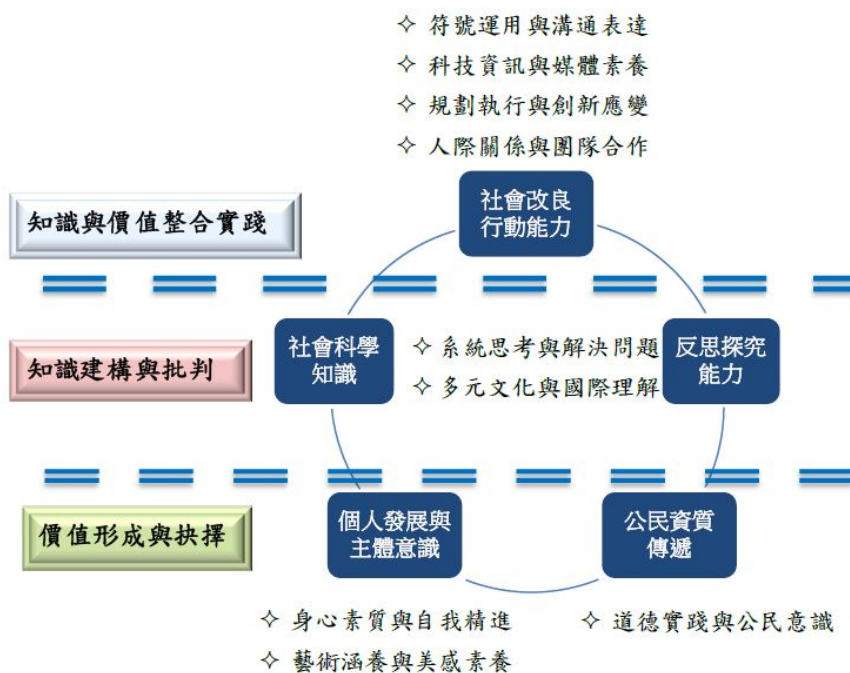 ✧ 符號運用與溝通表達
✧ 科技資訊與媒體素養
✧ 規劃執行與創新應變
✧ 人際關係與團隊合作
知識與價值整合實踐
社會改良
行動能力
知識建構與批判
社會科學
知識
✧ 系統思考與解決問題
✧ 多元文化與國際理解
反思探究
能力
價值形成與抉擇
個人發展與
主體意識
公民資質
傳遞
✧ 身心素質與自我精進
✧ 藝術涵養與美感素養
✧ 道德實踐與公民意識